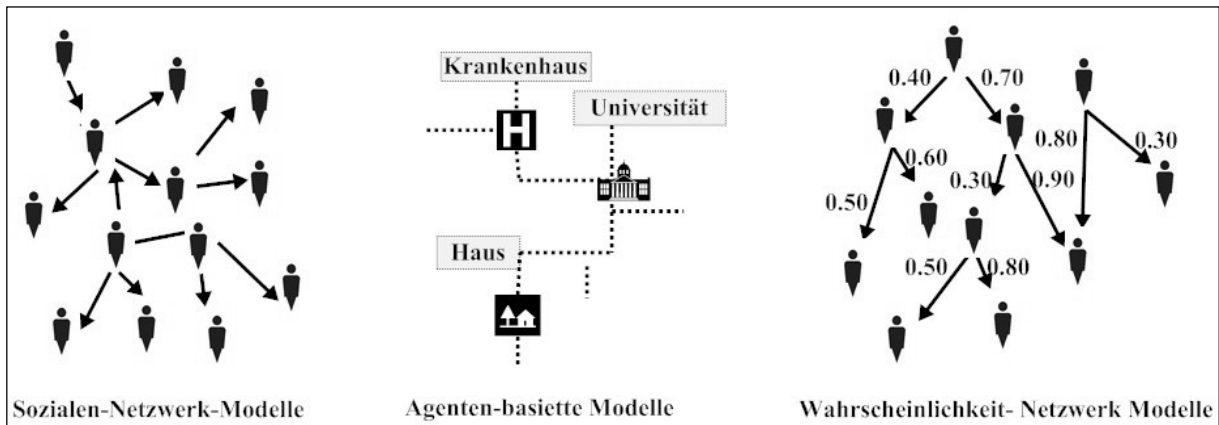 Krankenhaus
Universität
H
Haus
0.40
0.70
0.80
0.30
0.60
0.50
0.30
0.90
0.50
0.80
Sozialen-Netzwerk-Modelle
Agenten-basiette Modelle
Wahrscheinlichkeit- Netzwerk Modelle